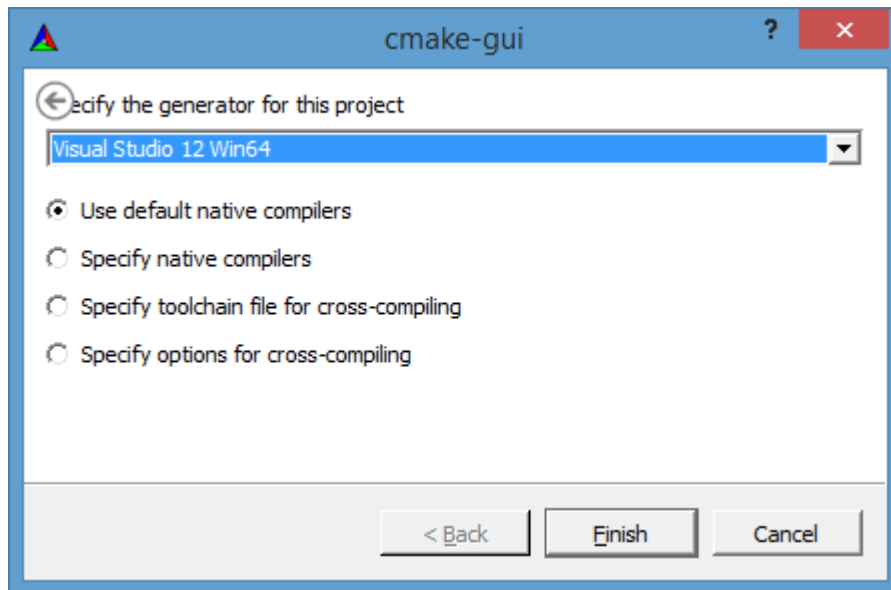 cmake-gui
?
ecify the generator for this project
Visual Studio 12 Win64
Use default native compilers
Specify native compilers
Specify toolchain file for cross-compiling
Specify options for cross-compiling
< Back
Finish
Cancel